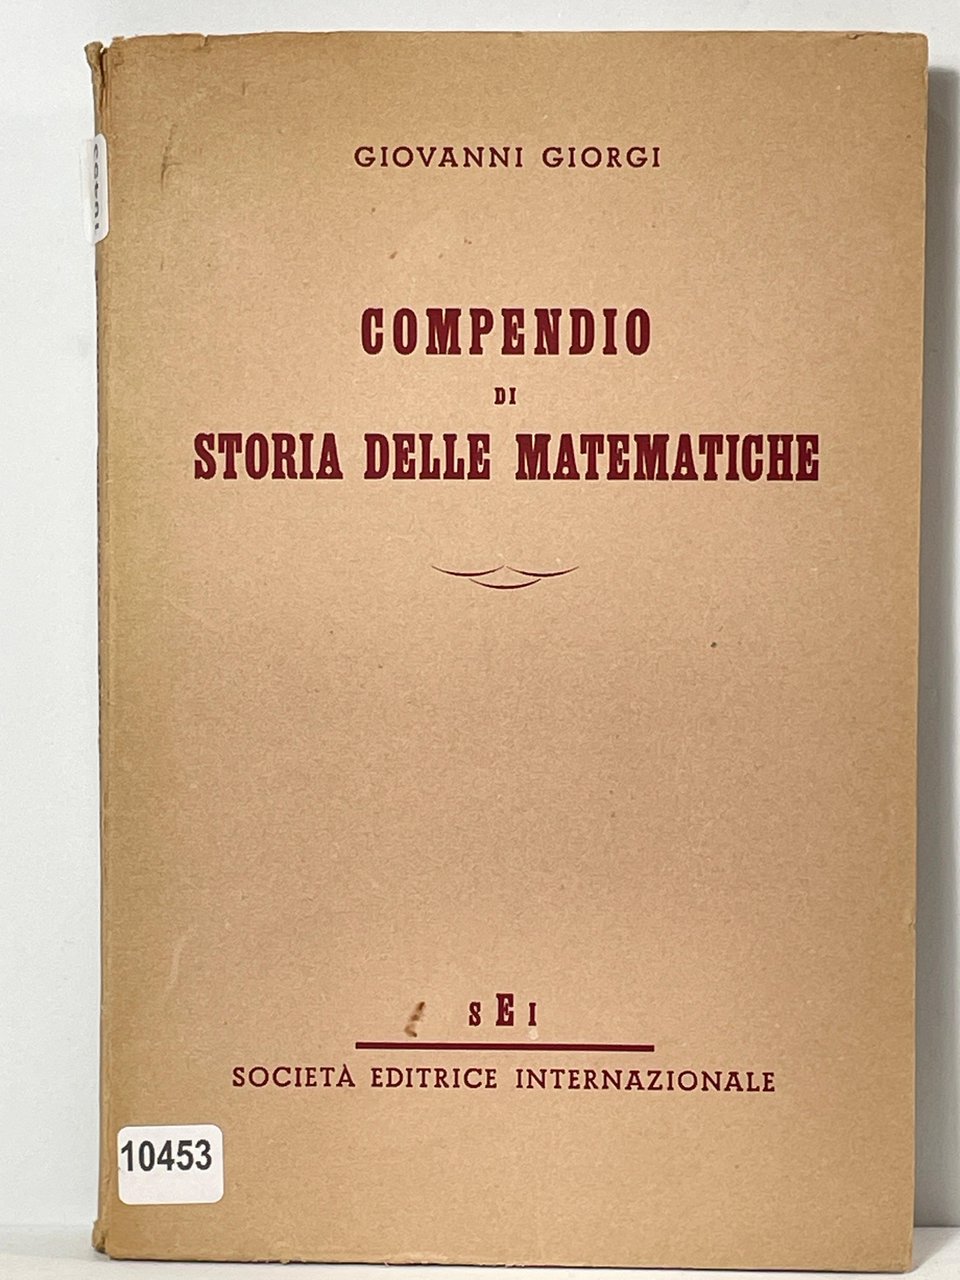 GIOVANNI GIORGI
COMPENDIO
DI
STORIA DELLE MATEMATICHE
SEI
SOCIETÀ EDITRICE INTERNAZIONALE
10453